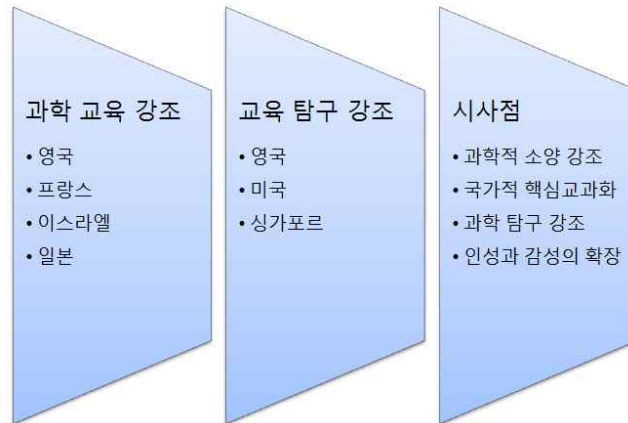 과학 교육 강조
• 영국
• 프랑스
• 이스라엘
• 일본
교육 탐구 강조
• 영국
• 미국
• 싱가포르
시사점
• 과학적 소양 강조
• 국가적 핵심교과화
• 과학 탐구 강조
• 인성과 감성의 확장